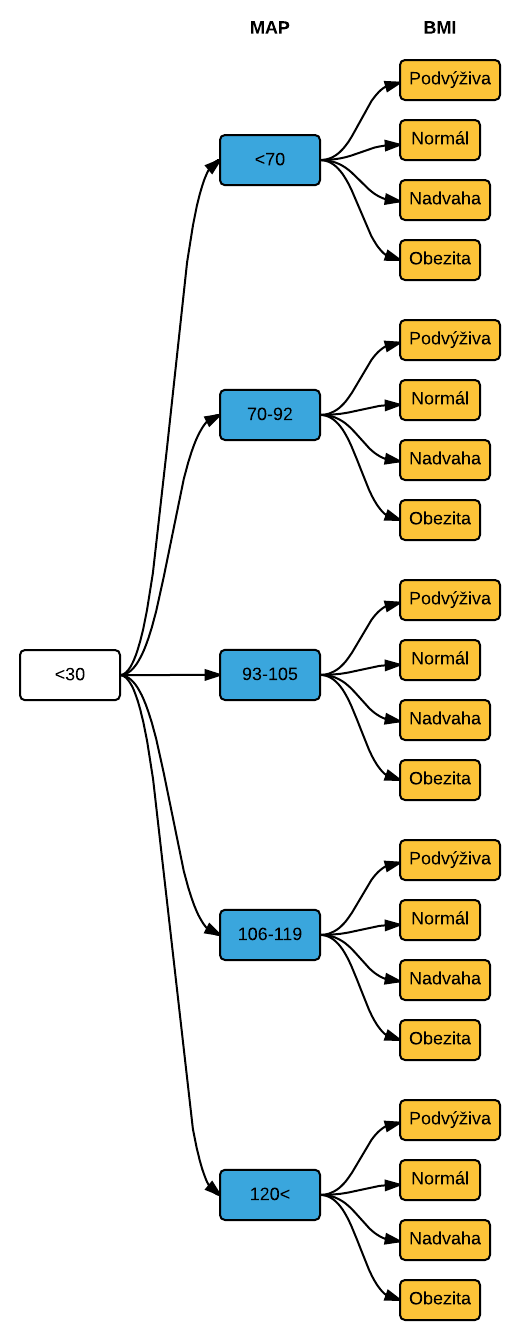 MAP BMI
<30
<70
Podvýživa
Normál
Nadvaha
Obezita
70-92
Podvýživa
Normál
Nadvaha
Obezita
93-105
Podvýživa
Normál
Nadvaha
Obezita
106-119
Podvýživa
Normál
Nadvaha
Obezita
120<
Podvýživa
Normál
Nadvaha
Obezita